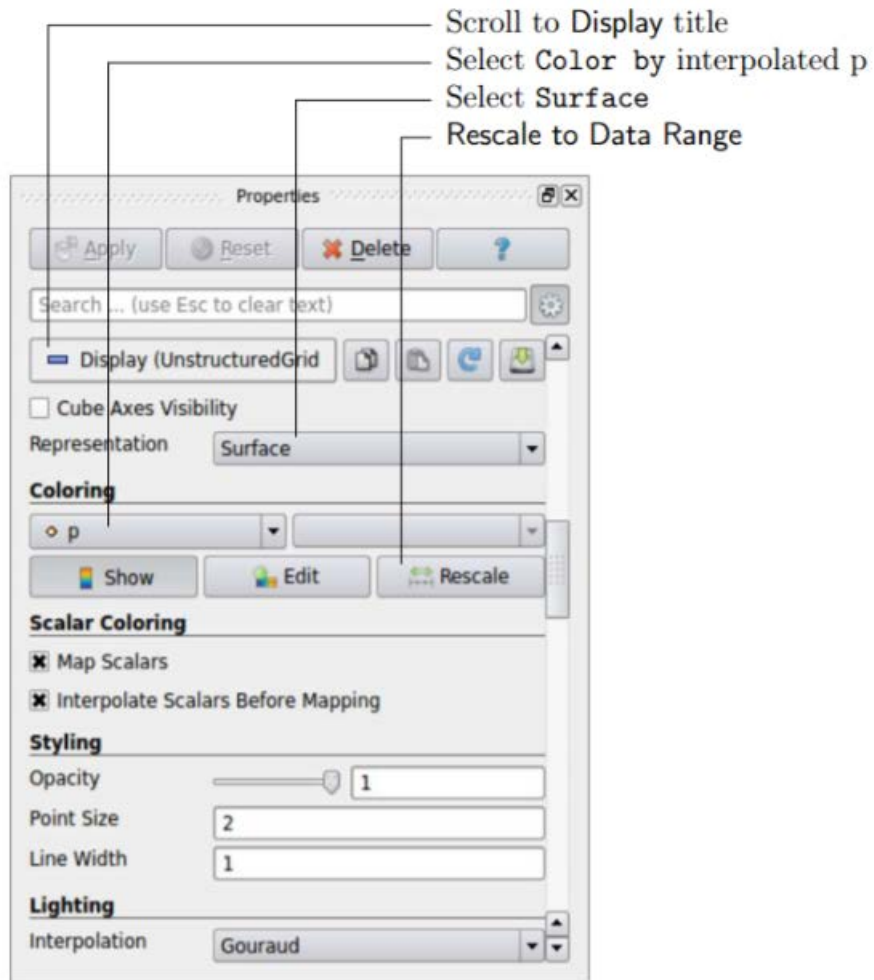 Scroll to Display title
Select Color by interpolated p
Select Surface
Rescale to Data Range
Properties
Apply Reset Delete ?
Search ... (use Esc to clear text)
Display (UnstructuredGrid
Cube Axes Visibility
Representation Surface
Coloring
p
Show Edit Rescale
Scalar Coloring
Map Scalars
Interpolate Scalars Before Mapping
Styling
Opacity 1
Point Size 2
Line Width 1
Lighting
Interpolation Gouraud